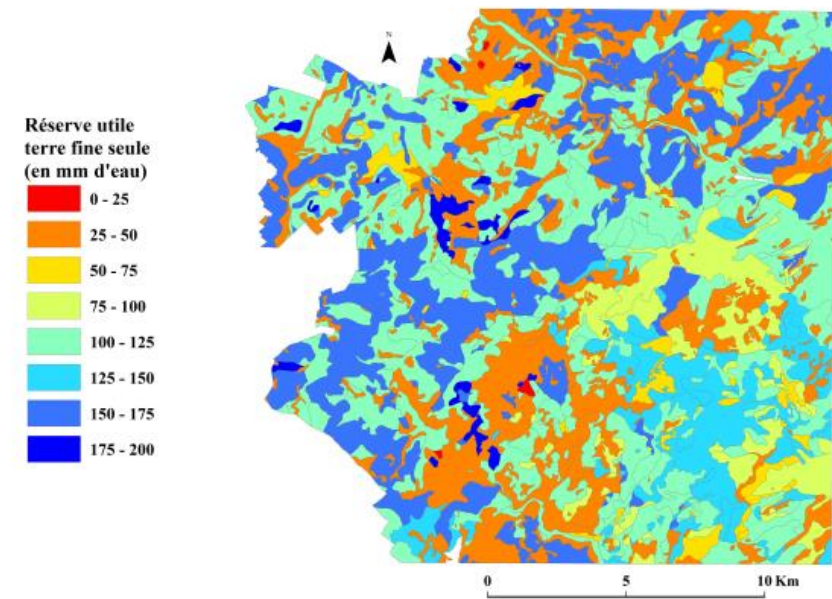 N
Réserve utile
terre fine seule
(en mm d'eau)
0 - 25
25 - 50
50 - 75
75 - 100
100 - 125
125 - 150
150 - 175
175 - 200
0 5 10 Km